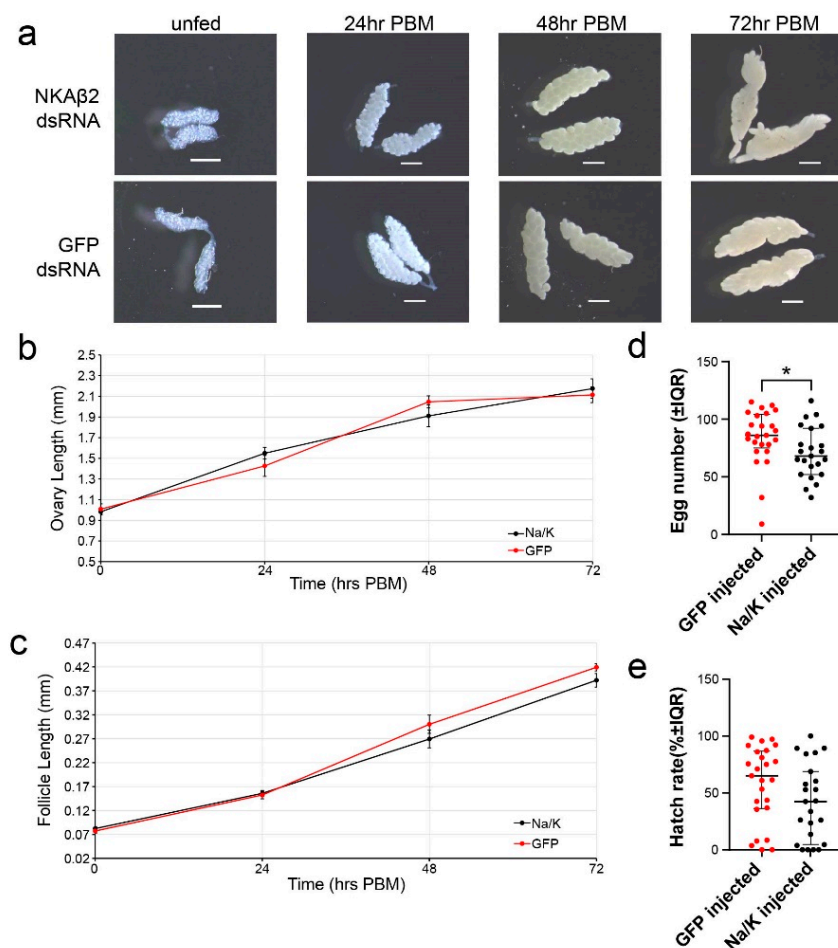 a
unfed 24hr PBM 48hr PBM 72hr PBM
NKAβ2
dsRNA
GFP
dsRNA
b
Ovary Length (mm)
2.5
2.3
2.1
1.9
1.7
1.5
1.3
1.1
0.9
0.7
0.5
0 24 48 72
Time (hrs PBM)
Na/K
GFP
c
Follicle Length (mm)
0.47
0.42
0.37
0.32
0.27
0.22
0.17
0.12
0.07
0.02
0 24 48 72
Time (hrs PBM)
Na/K
GFP
d
Egg number (±IQR)
150
100
50
0
*
GFP injected
Na/K injected
e
Hatch rate(%±IQR)
150
100
50
0
GFP injected
Na/K injected